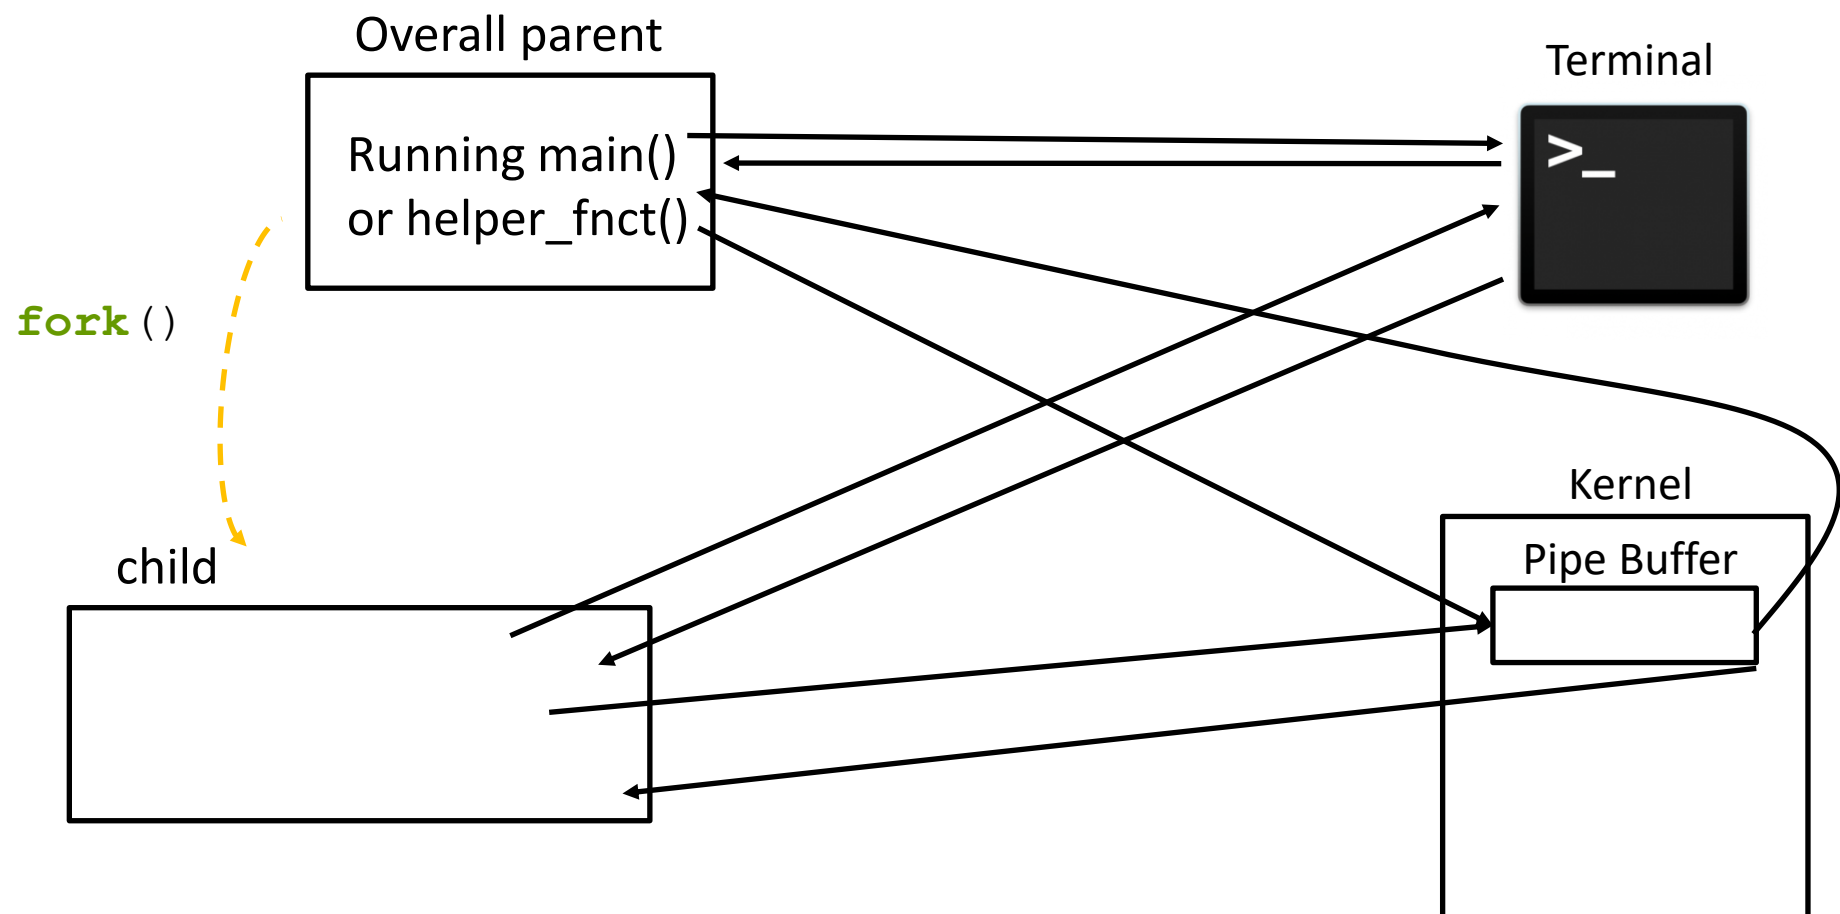 Overall parent
Terminal
>_
Running main()
or helper_fnct()
fork()
Kernel
Pipe Buffer
child